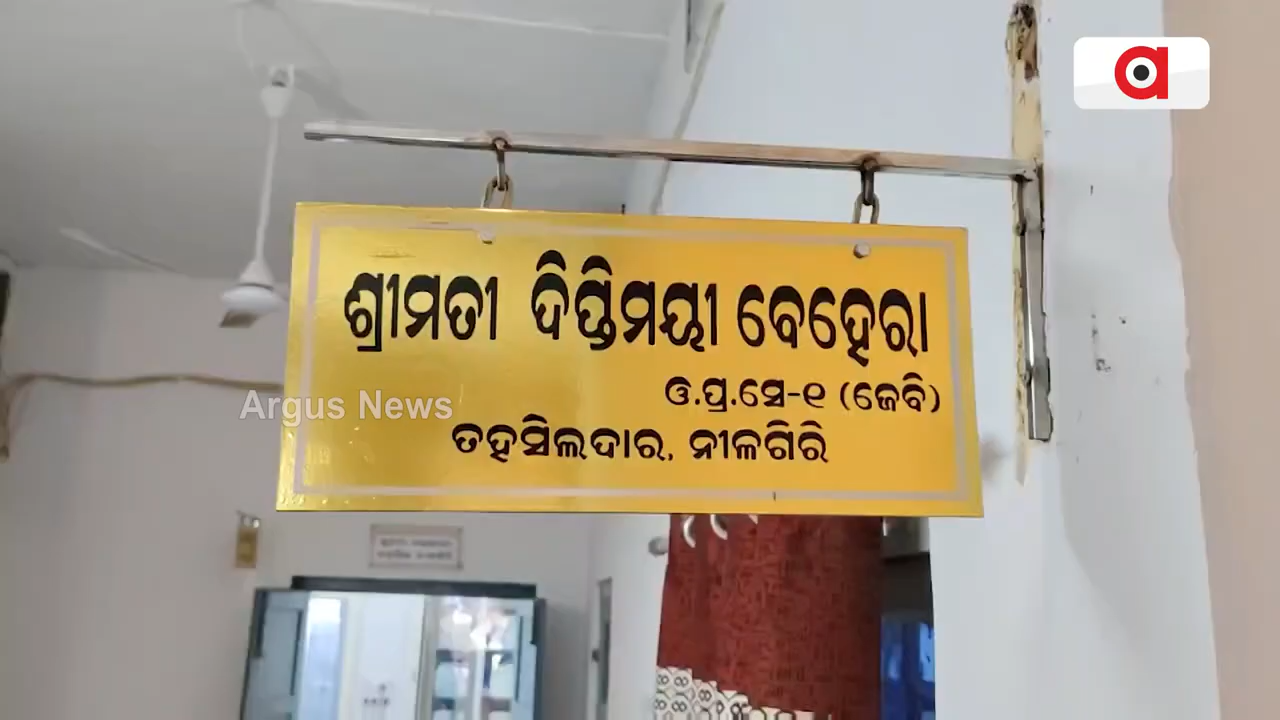 ଶ୍ରୀମତୀ ଦିପ୍ତିମୟୀ ବେହେରା
ଓ.ପ୍ର.ସେ-୧ (ଜେବି)
Argus News
ତହସିଲଦାର, ନୀଳଗିରି